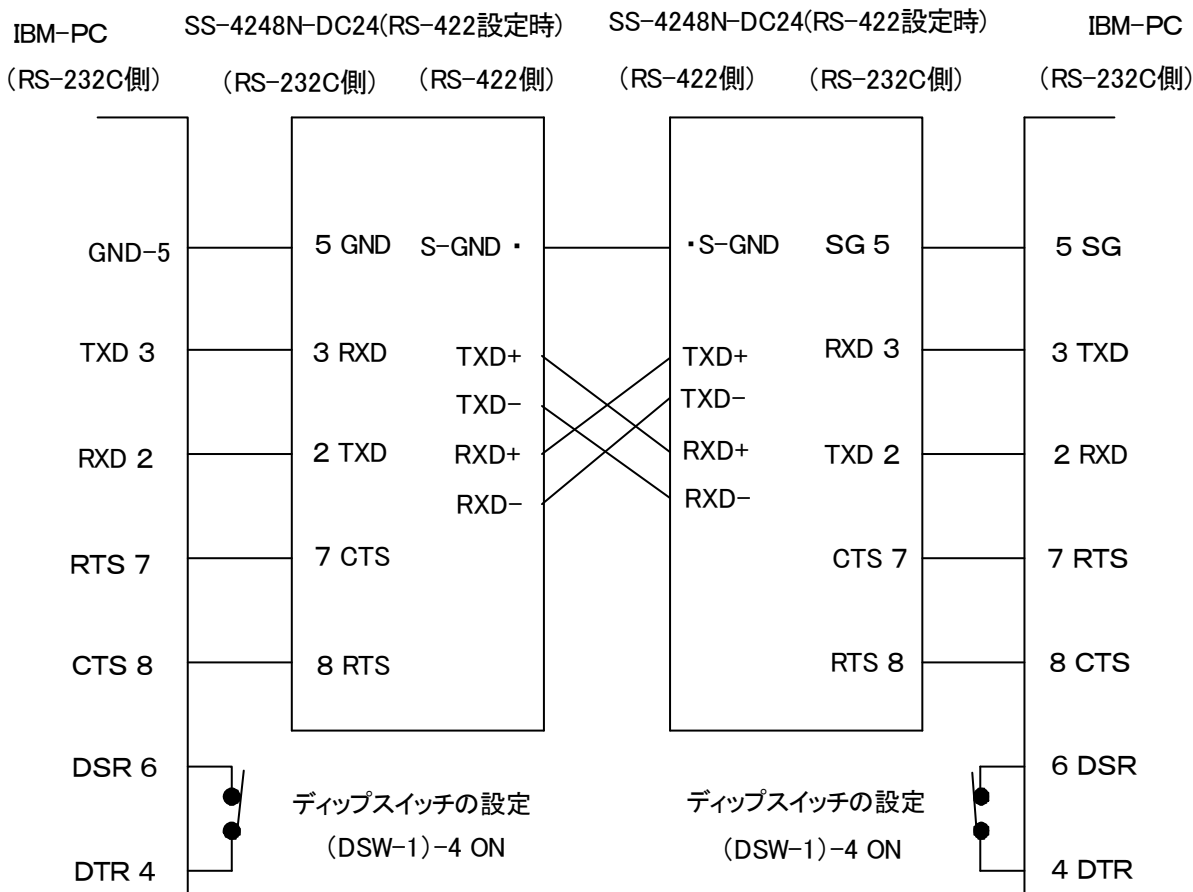 IBM-PC SS-4248N-DC24(RS-422設定時) SS-4248N-DC24(RS-422設定時) IBM-PC
(RS-232C側) (RS-232C側) (RS-422側) (RS-422側) (RS-232C側) (RS-232C側)
GND-5 5 GND S-GND ・ ・S-GND SG 5 5 SG
TXD 3 3 RXD TXD+ TXD+ RXD 3 3 TXD
TXD- TXD-
RXD 2 2 TXD RXD+ RXD+ TXD 2 2 RXD
RXD- RXD-
RTS 7 7 CTS CTS 7 7 RTS
CTS 8 8 RTS RTS 8 8 CTS
DSR 6 6 DSR
ディップスイッチの設定 ディップスイッチの設定
(DSW-1)-4 ON (DSW-1)-4 ON
DTR 4 4 DTR